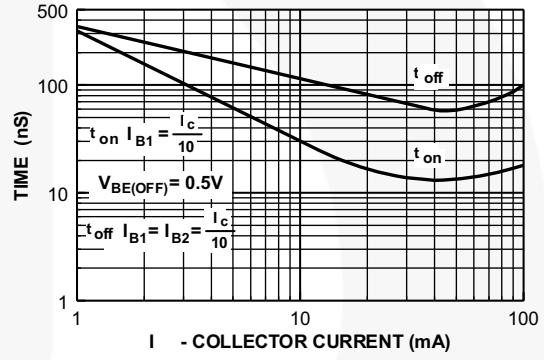 500
100
10
1
TIME (nS)
t off
t on
t on I B1 = I c / 10
V BE(OFF) = 0.5V
t off I B1 = I B2 = I c / 10
1
10
100
I - COLLECTOR CURRENT (mA)